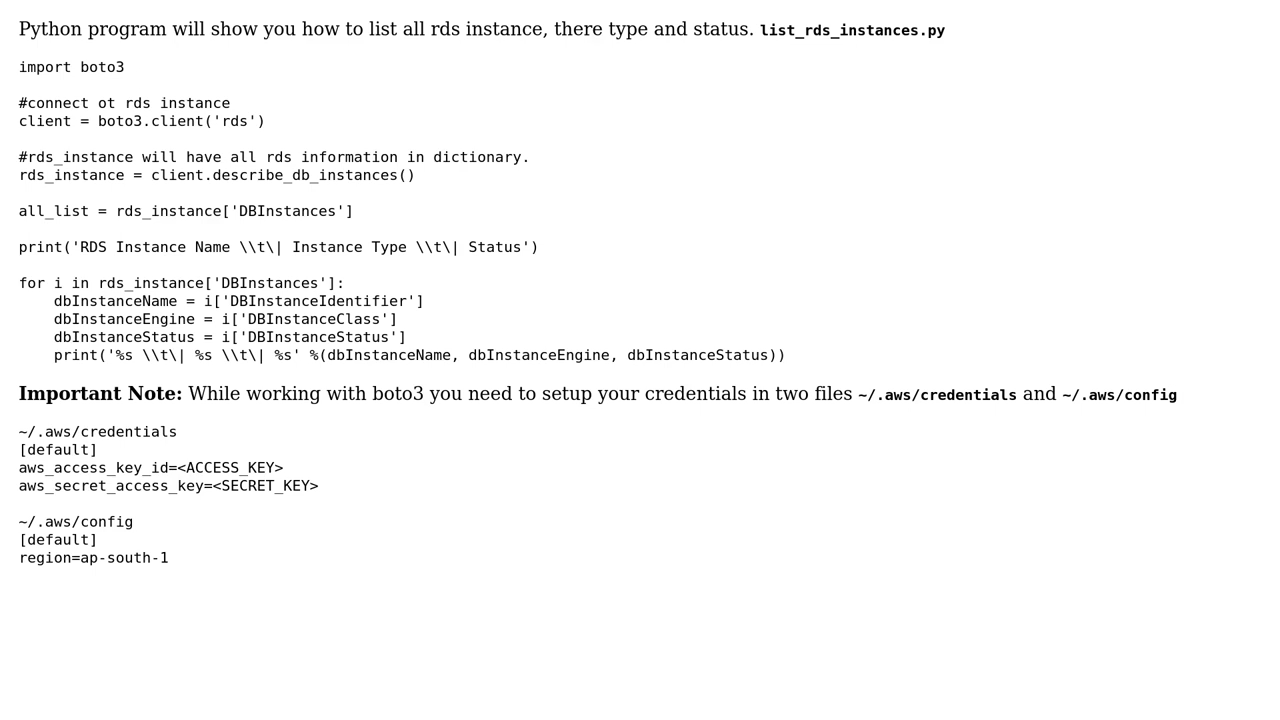 Python program will show you how to list all rds instance, there type and status. list_rds_instances.py
import boto3
#connect ot rds instance
client = boto3.client('rds')
#rds_instance will have all rds information in dictionary.
rds_instance = client.describe_db_instances()
all_list = rds_instance['DBInstances']
print('RDS Instance Name \\t\| Instance Type \\t\| Status')
for i in rds_instance['DBInstances']:
    dbInstanceName = i['DBInstanceIdentifier']
    dbInstanceEngine = i['DBInstanceClass']
    dbInstanceStatus = i['DBInstanceStatus']
    print('%s \\t\| %s \\t\| %s' %(dbInstanceName, dbInstanceEngine, dbInstanceStatus))
Important Note: While working with boto3 you need to setup your credentials in two files ~/.aws/credentials and ~/.aws/config
~/.aws/credentials
[default]
aws_access_key_id=<ACCESS_KEY>
aws_secret_access_key=<SECRET_KEY>
~/.aws/config
[default]
region=ap-south-1